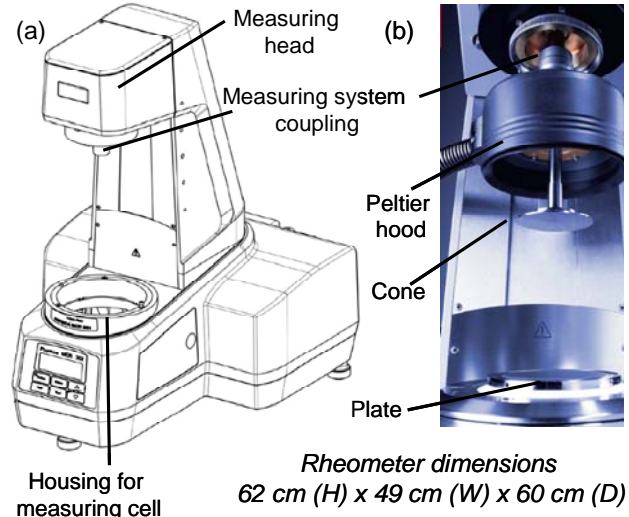 (a)
Measuring
head
(b)
Measuring system
coupling
Peltier
hood
Cone
Plate
Housing for
measuring cell
Rheometer dimensions
62 cm (H) x 49 cm (W) x 60 cm (D)